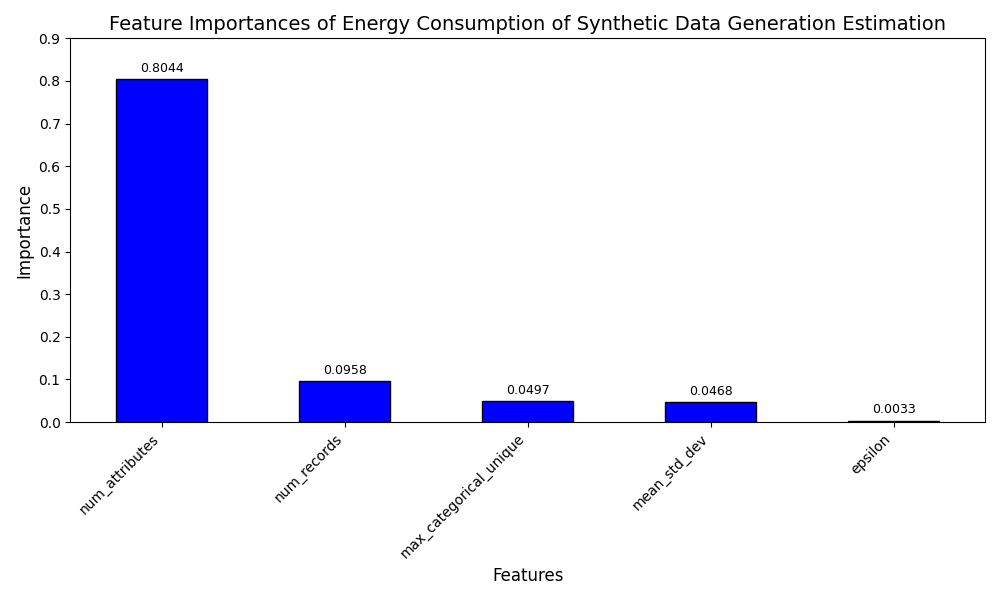 Feature Importances of Energy Consumption of Synthetic Data Generation Estimation
0.9
0.8
0.7
0.6
0.5
0.4
0.3
0.2
0.1
0.0
Importance
0.8044
0.0958
0.0497
0.0468
0.0033
num_attributes
num_records
max_categorical_unique
mean_std_dev
epsilon
Features